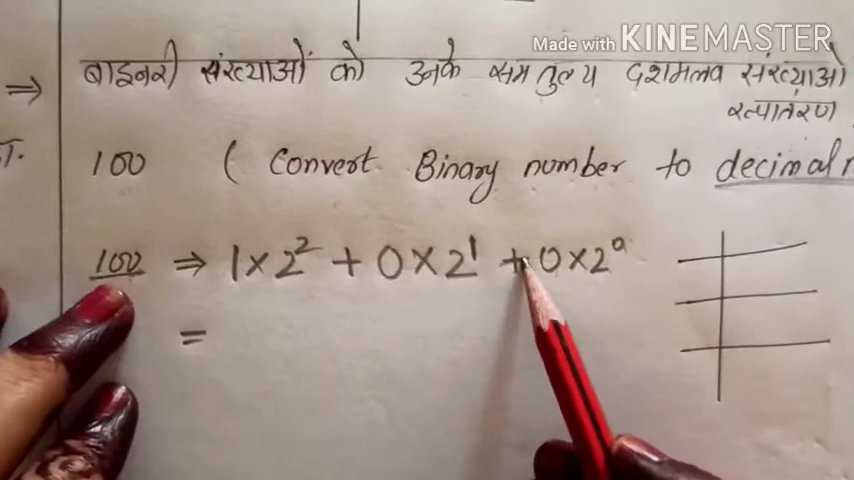 Made with KINEMASTER
⇒ बाइनरी संख्याओं को उनके समतुल्य दशमलव संख्याओ
रुपातंरण
100 ( Convert Binary number to decimal
100 ⇒ 1×2² + 0×2¹ + 0×2⁰
=